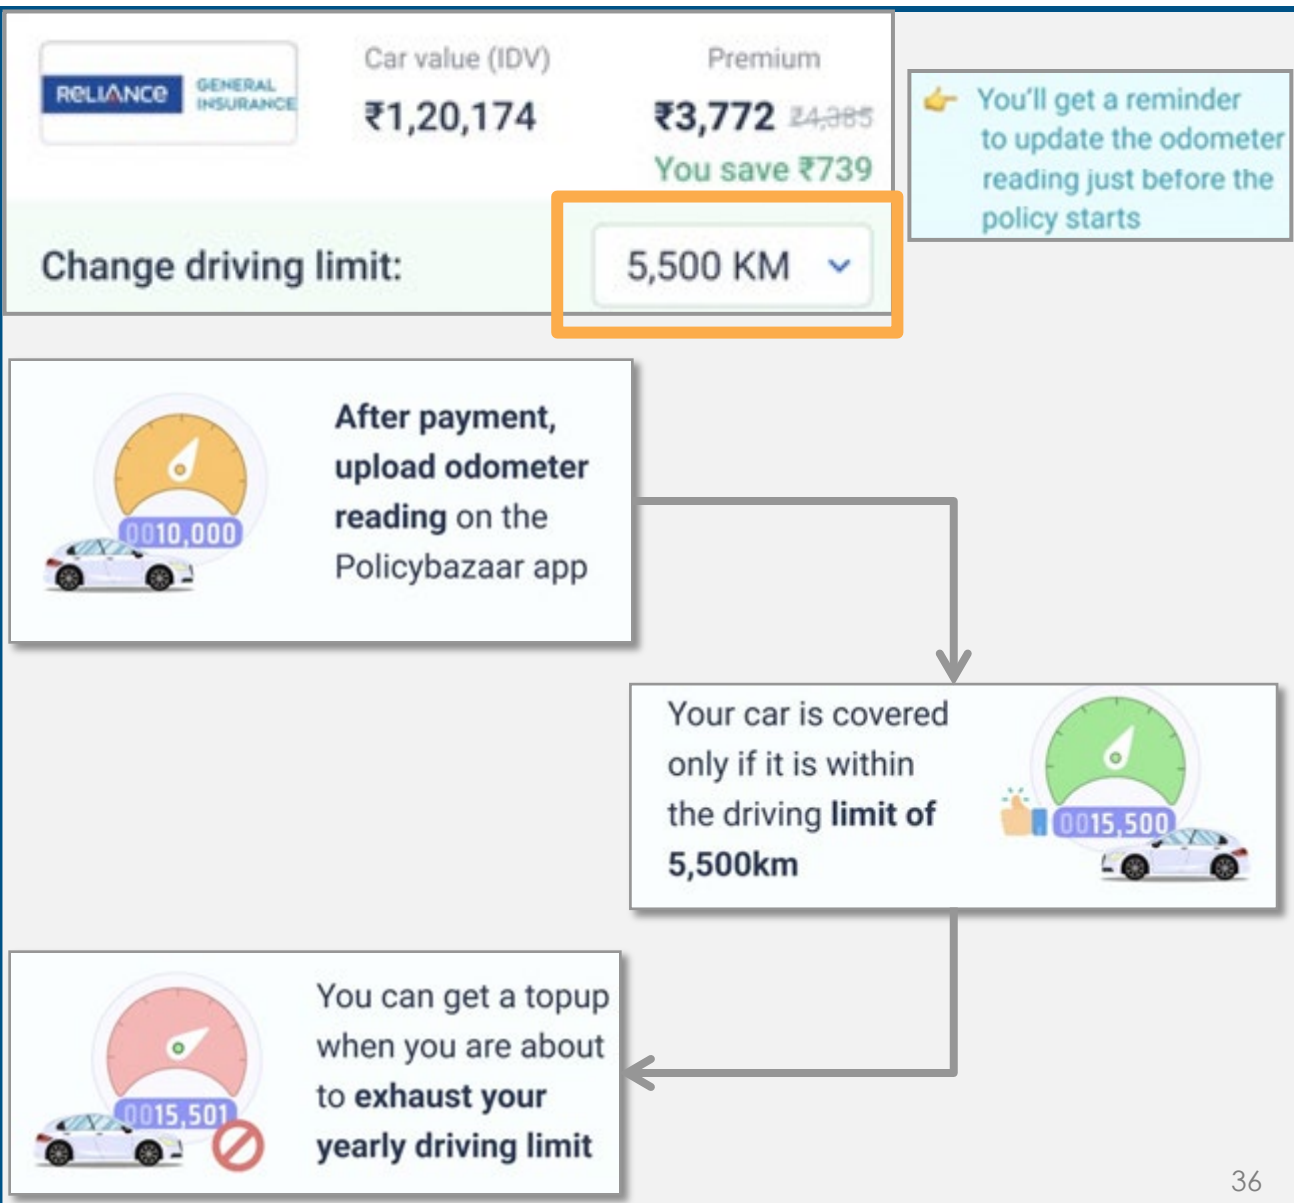 RELIANCE GENERAL
INSURANCE
Car value (IDV)
₹1,20,174
Premium
₹3,772 ₹4,385
You save ₹739
Change driving limit:
5,500 KM
👉 You'll get a reminder
to update the odometer
reading just before the
policy starts
After payment,
upload odometer
reading on the
Policybazaar app
0010,000
Your car is covered
only if it is within
the driving limit of
5,500km
0015,500
You can get a topup
when you are about
to exhaust your
yearly driving limit
0015,501
36